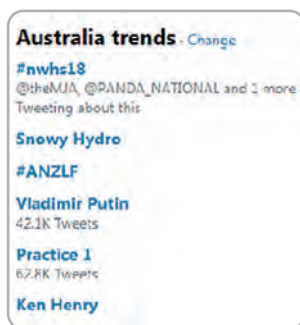 Australia trends · Change
#nwhs18
@theMJA, @PANDA_NATIONAL and 1 more
Tweeting about this
Snowy Hydro
#ANZLF
Vladimir Putin
42.1K Tweets
Practice 1
62.8K Tweets
Ken Henry